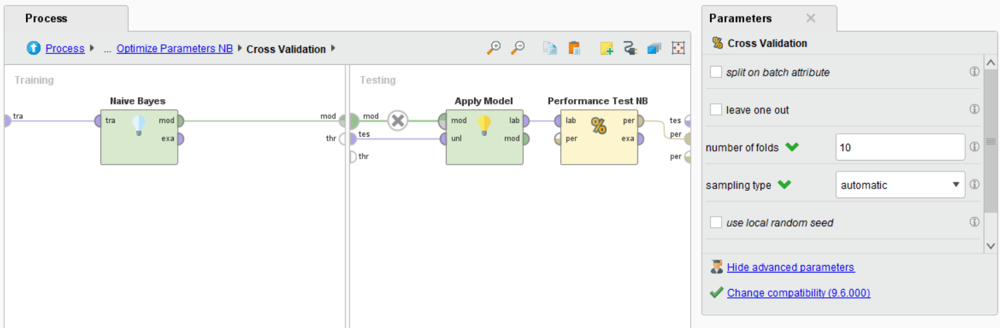 Process
Process ... Optimize Parameters NB Cross Validation
Training
Naive Bayes
tra
tra mod
exa
mod
thr
Testing
Apply Model
Performance Test NB
mod
mod lab
lab per
tes
tes
unl mod
per exa
per
thr
per
Parameters
Cross Validation
split on batch attribute
leave one out
number of folds 10
sampling type automatic
use local random seed
Hide advanced parameters
Change compatibility (9.6.000)